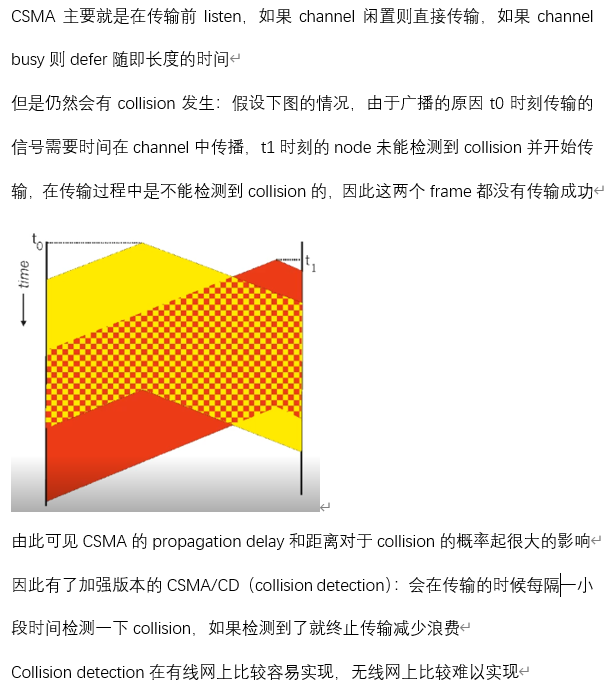 CSMA 主要就是在传输前 listen，如果 channel 闲置则直接传输，如果 channel
busy 则 defer 随即长度的时间
但是仍然会有 collision 发生：假设下图的情况，由于广播的原因 t0 时刻传输的
信号需要时间在 channel 中传播，t1 时刻的 node 未能检测到 collision 并开始传
输，在传输过程中是不能检测到 collision 的，因此这两个 frame 都没有传输成功
t0
t1
time
由此可见 CSMA 的 propagation delay 和距离对于 collision 的概率起很大的影响
因此有了加强版本的 CSMA/CD（collision detection）：会在传输的时候每隔一小
段时间检测一下 collision，如果检测到了就终止传输减少浪费
Collision detection 在有线网上比较容易实现，无线网上比较难以实现